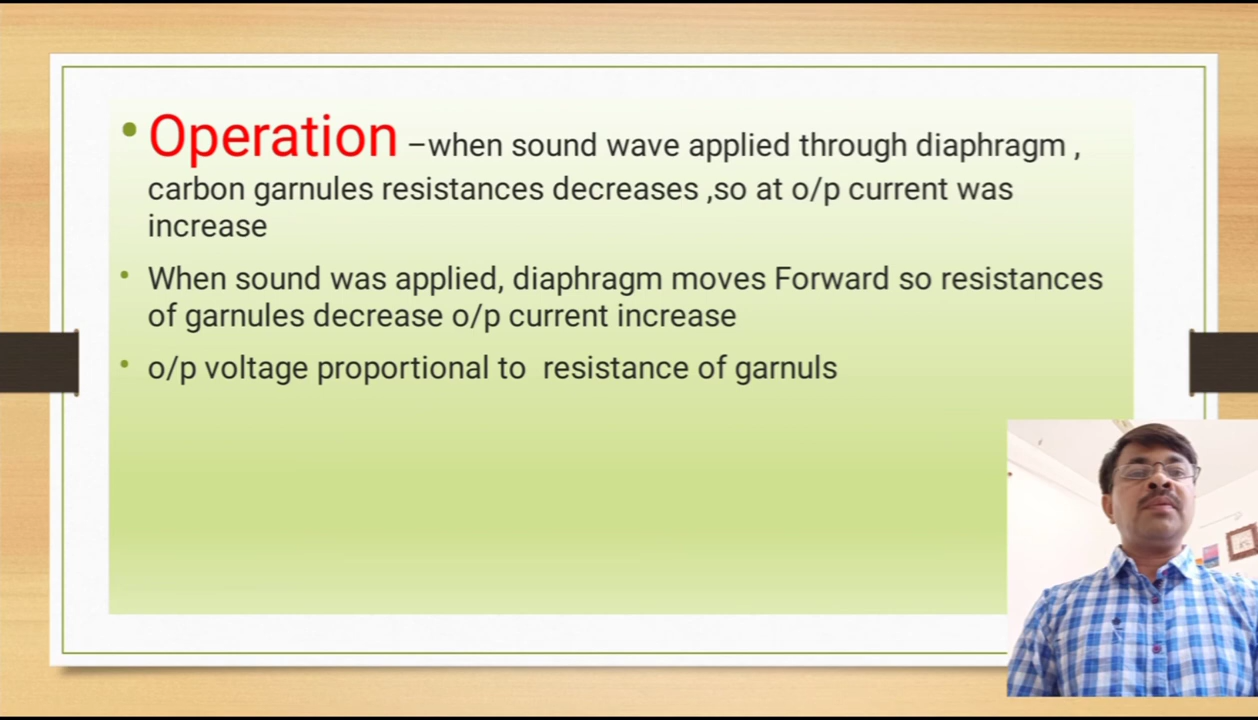 • Operation –when sound wave applied through diaphragm ,
carbon garnules resistances decreases ,so at o/p current was
increase
• When sound was applied, diaphragm moves Forward so resistances
of garnules decrease o/p current increase
• o/p voltage proportional to  resistance of garnuls